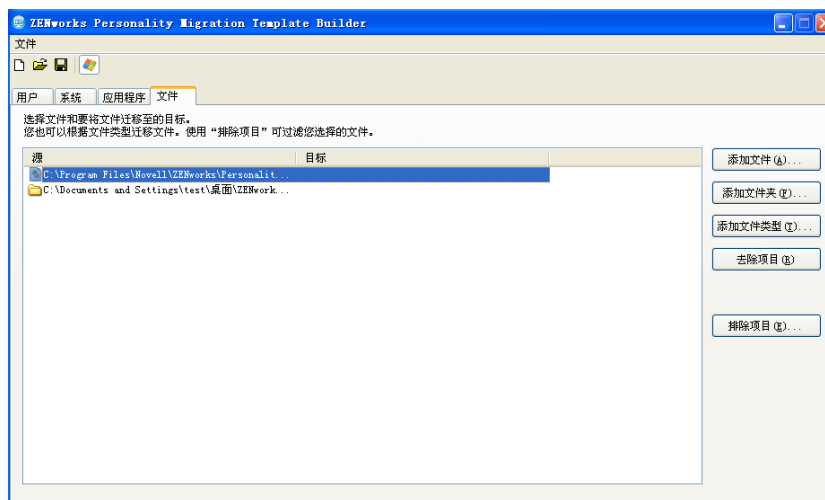 ZENworks Personality Migration Template Builder
文件
用户 系统 应用程序 文件
选择文件和要将文件迁移至的目标。
您也可以根据文件类型迁移文件。使用“排除项目”可过滤您选择的文件。
源 目标
C:\Program Files\Novell\ZENworks\Personalit...
C:\Documents and Settings\test\桌面\ZENwork...
添加文件(A)...
添加文件夹(F)...
添加文件类型(T)...
去除项目(R)
排除项目(E)...